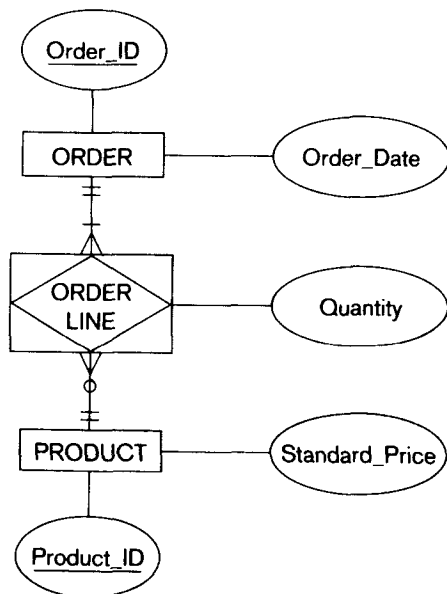 Order_ID
ORDER
Order_Date
ORDER
LINE
Quantity
PRODUCT
Standard_Price
Product_ID